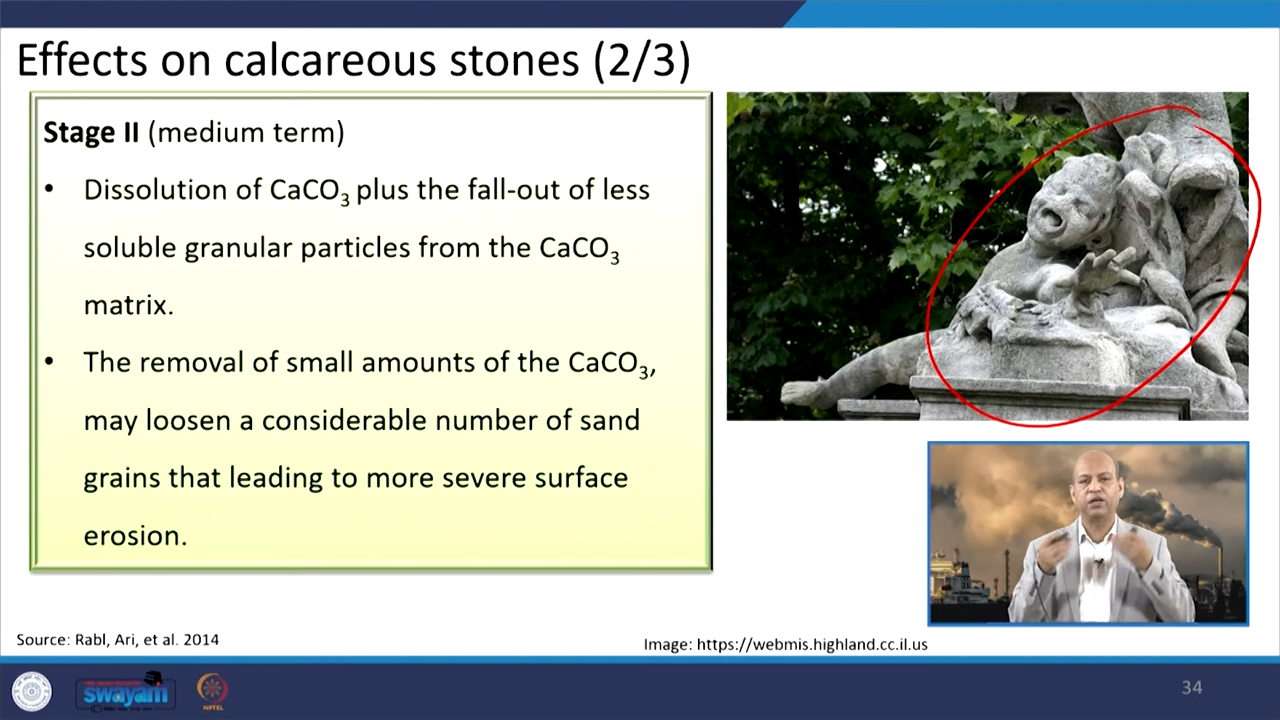 Effects on calcareous stones (2/3)
Stage II (medium term)
• Dissolution of CaCO₃ plus the fall-out of less
soluble granular particles from the CaCO₃
matrix.
• The removal of small amounts of the CaCO₃,
may loosen a considerable number of sand
grains that leading to more severe surface
erosion.
Source: Rabl, Ari, et al. 2014
Image: https://webmis.highland.cc.il.us
swayam
NPTEL
34